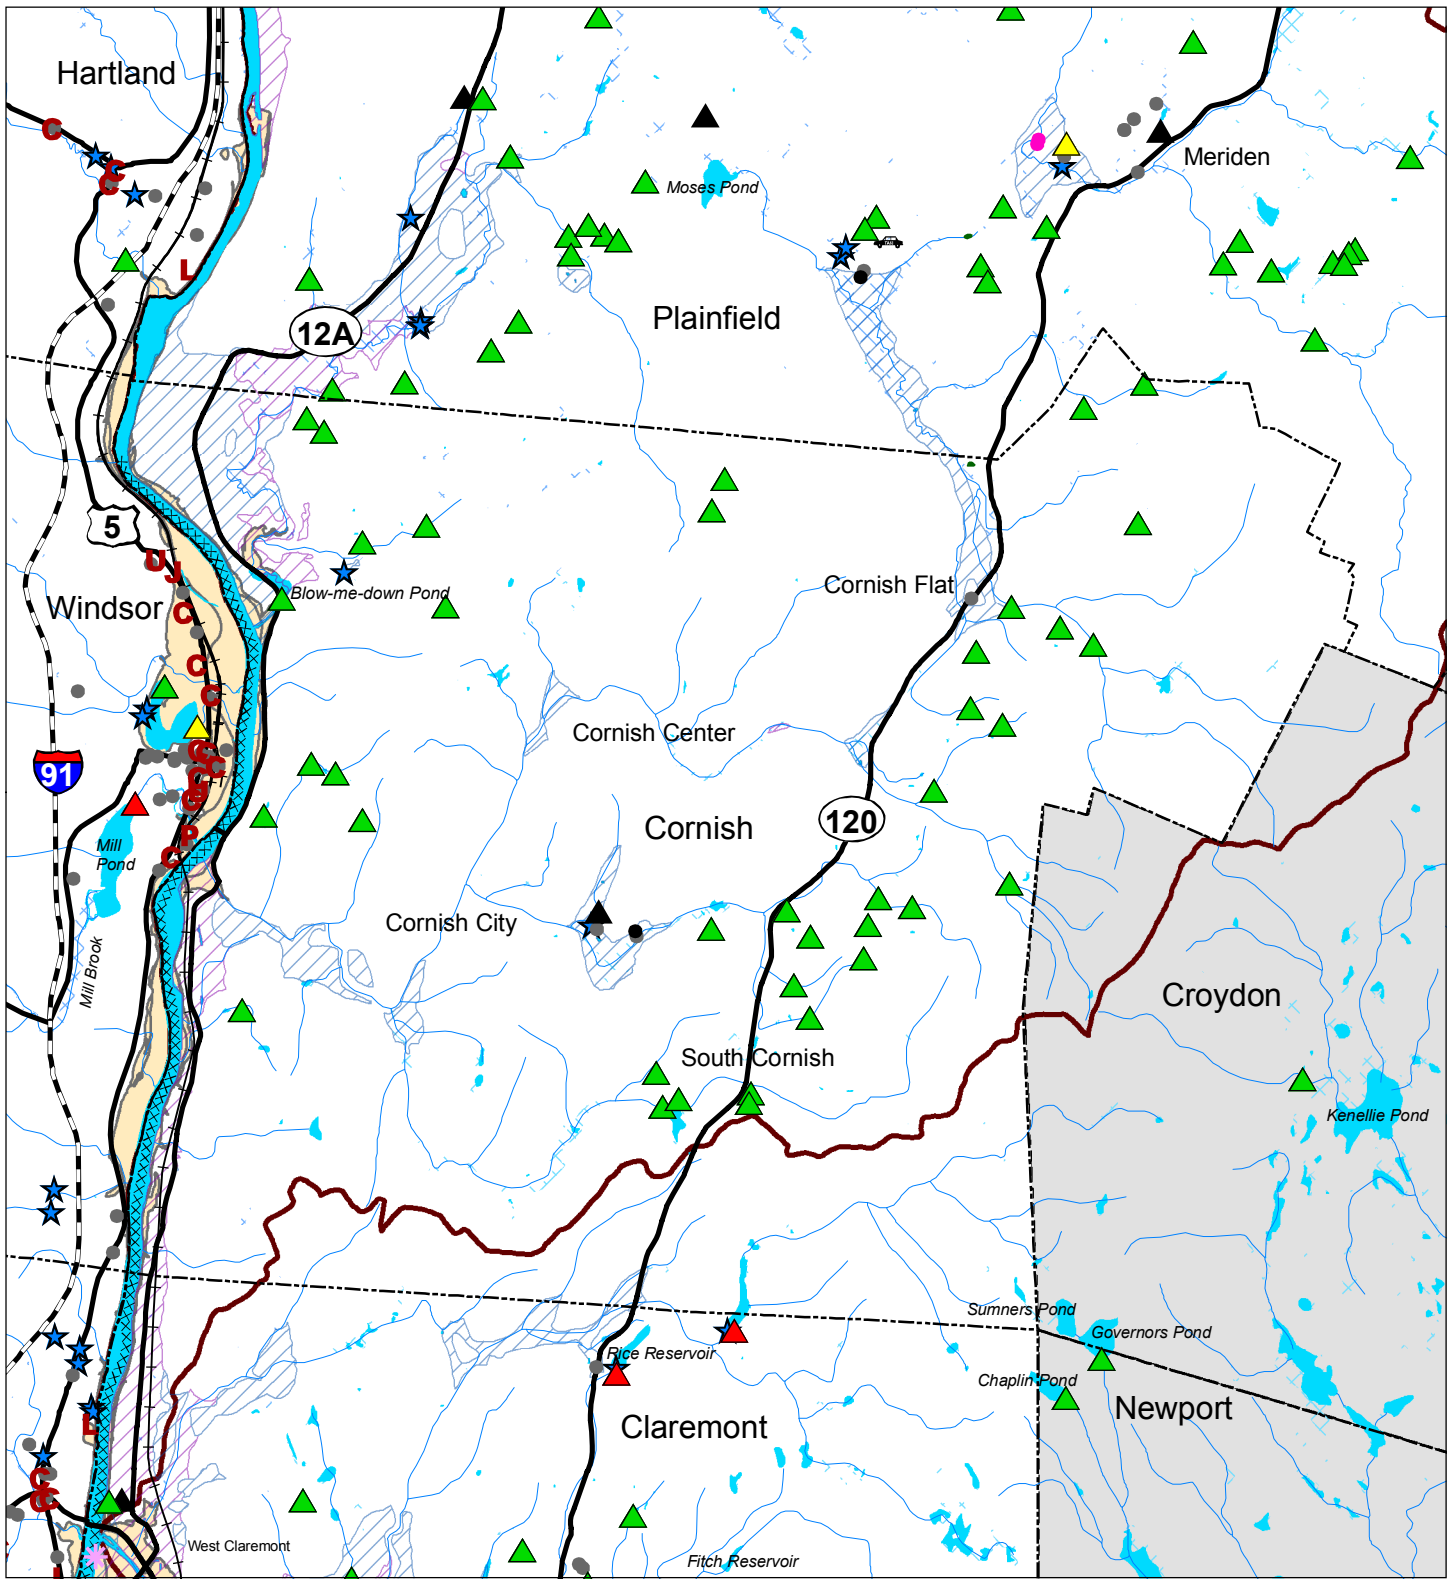 Hartland
C
C
C
L
Meriden
Moses Pond
TAXI
Plainfield
12A
5
U
J
Windsor
C
Blow-me-down Pond
Cornish Flat
C
C
Cornish Center
91
C
C
C
C
C
Cornish
120
P
Mill
Pond
C
Cornish City
Mill Brook
Croydon
South Cornish
Kenellie Pond
Sumners Pond
Governors Pond
Rice Reservoir
Chaplin Pond
L
Claremont
Newport
C
C
C
West Claremont
Fitch Reservoir